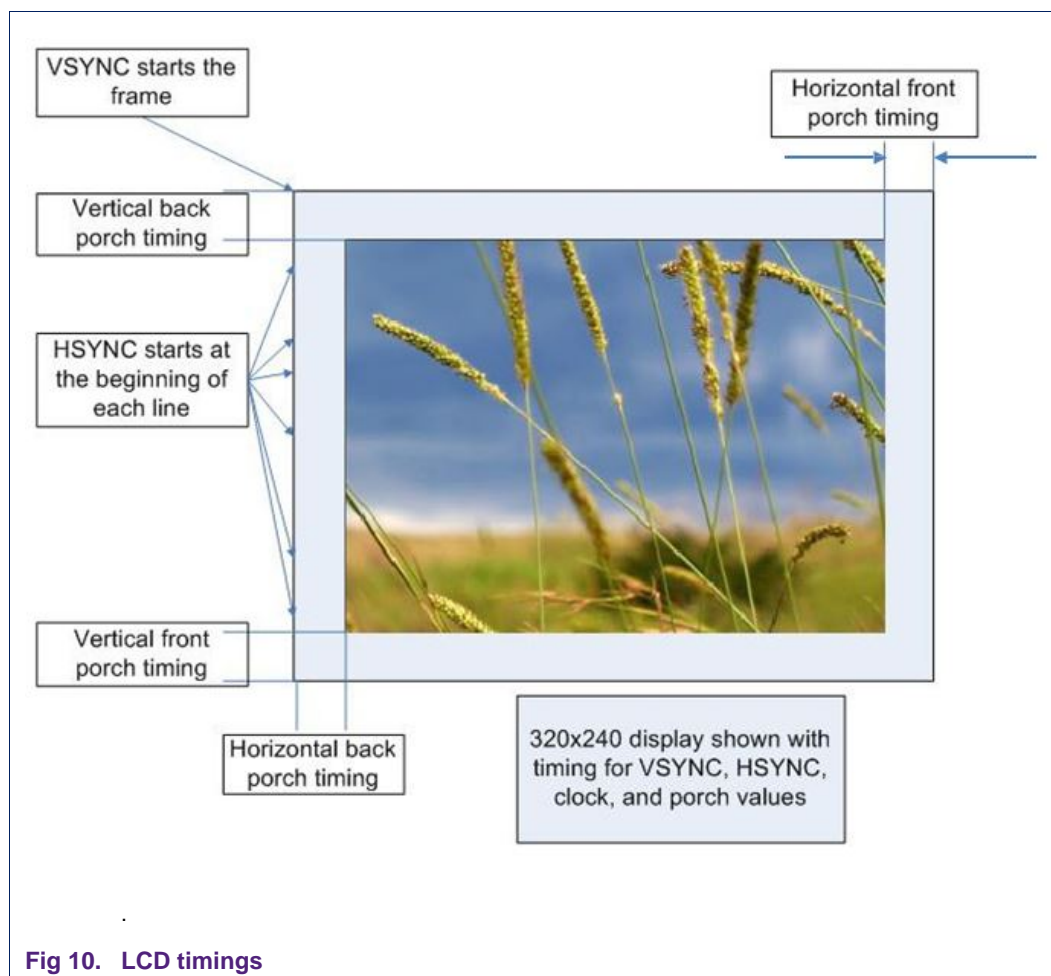 VSYNC starts the
frame
Horizontal front
porch timing
Vertical back
porch timing
HSYNC starts at
the beginning of
each line
Vertical front
porch timing
Horizontal back
porch timing
320x240 display shown with
timing for VSYNC, HSYNC,
clock, and porch values
.
Fig 10. LCD timings